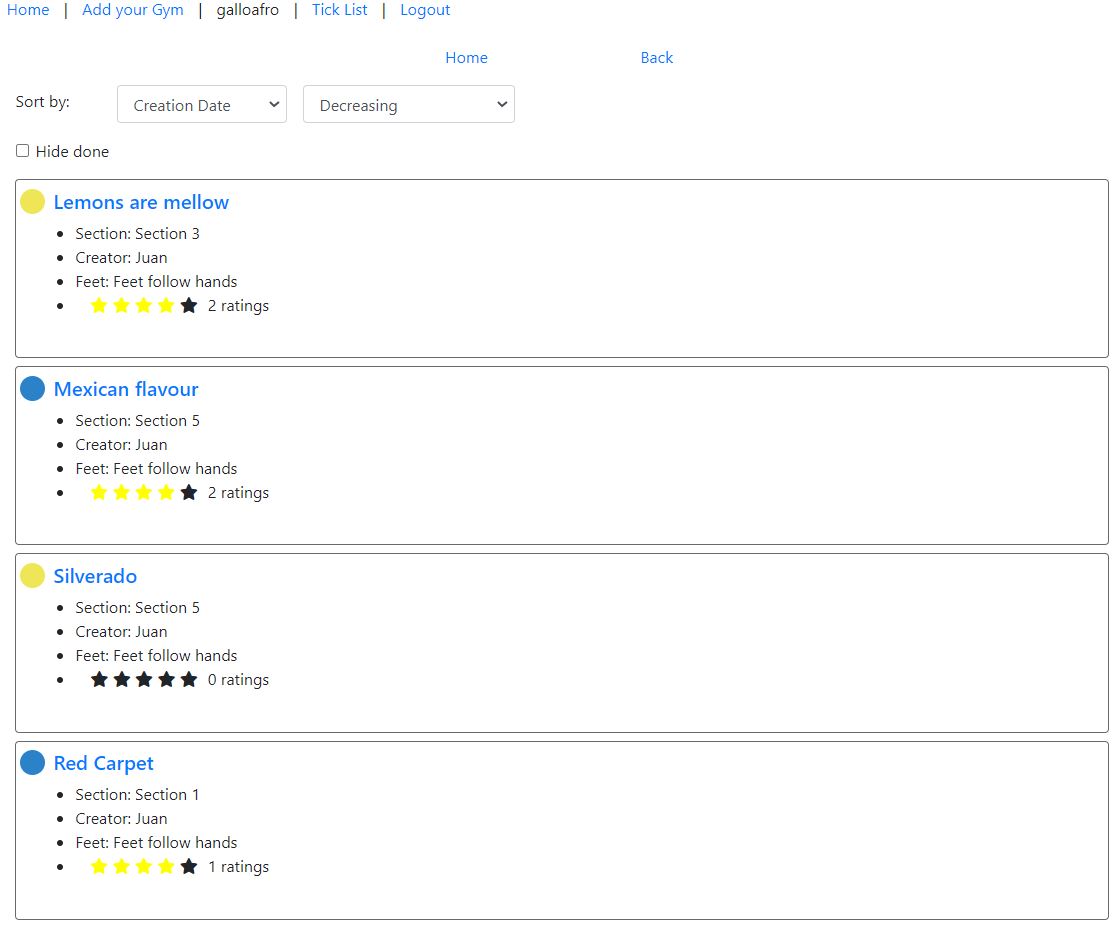 Home | Add your Gym | galloafro | Tick List | Logout
Home Back
Sort by: Creation Date Decreasing
Hide done
Lemons are mellow
Section: Section 3
Creator: Juan
Feet: Feet follow hands
2 ratings
Mexican flavour
Section: Section 5
Creator: Juan
Feet: Feet follow hands
2 ratings
Silverado
Section: Section 5
Creator: Juan
Feet: Feet follow hands
0 ratings
Red Carpet
Section: Section 1
Creator: Juan
Feet: Feet follow hands
1 ratings